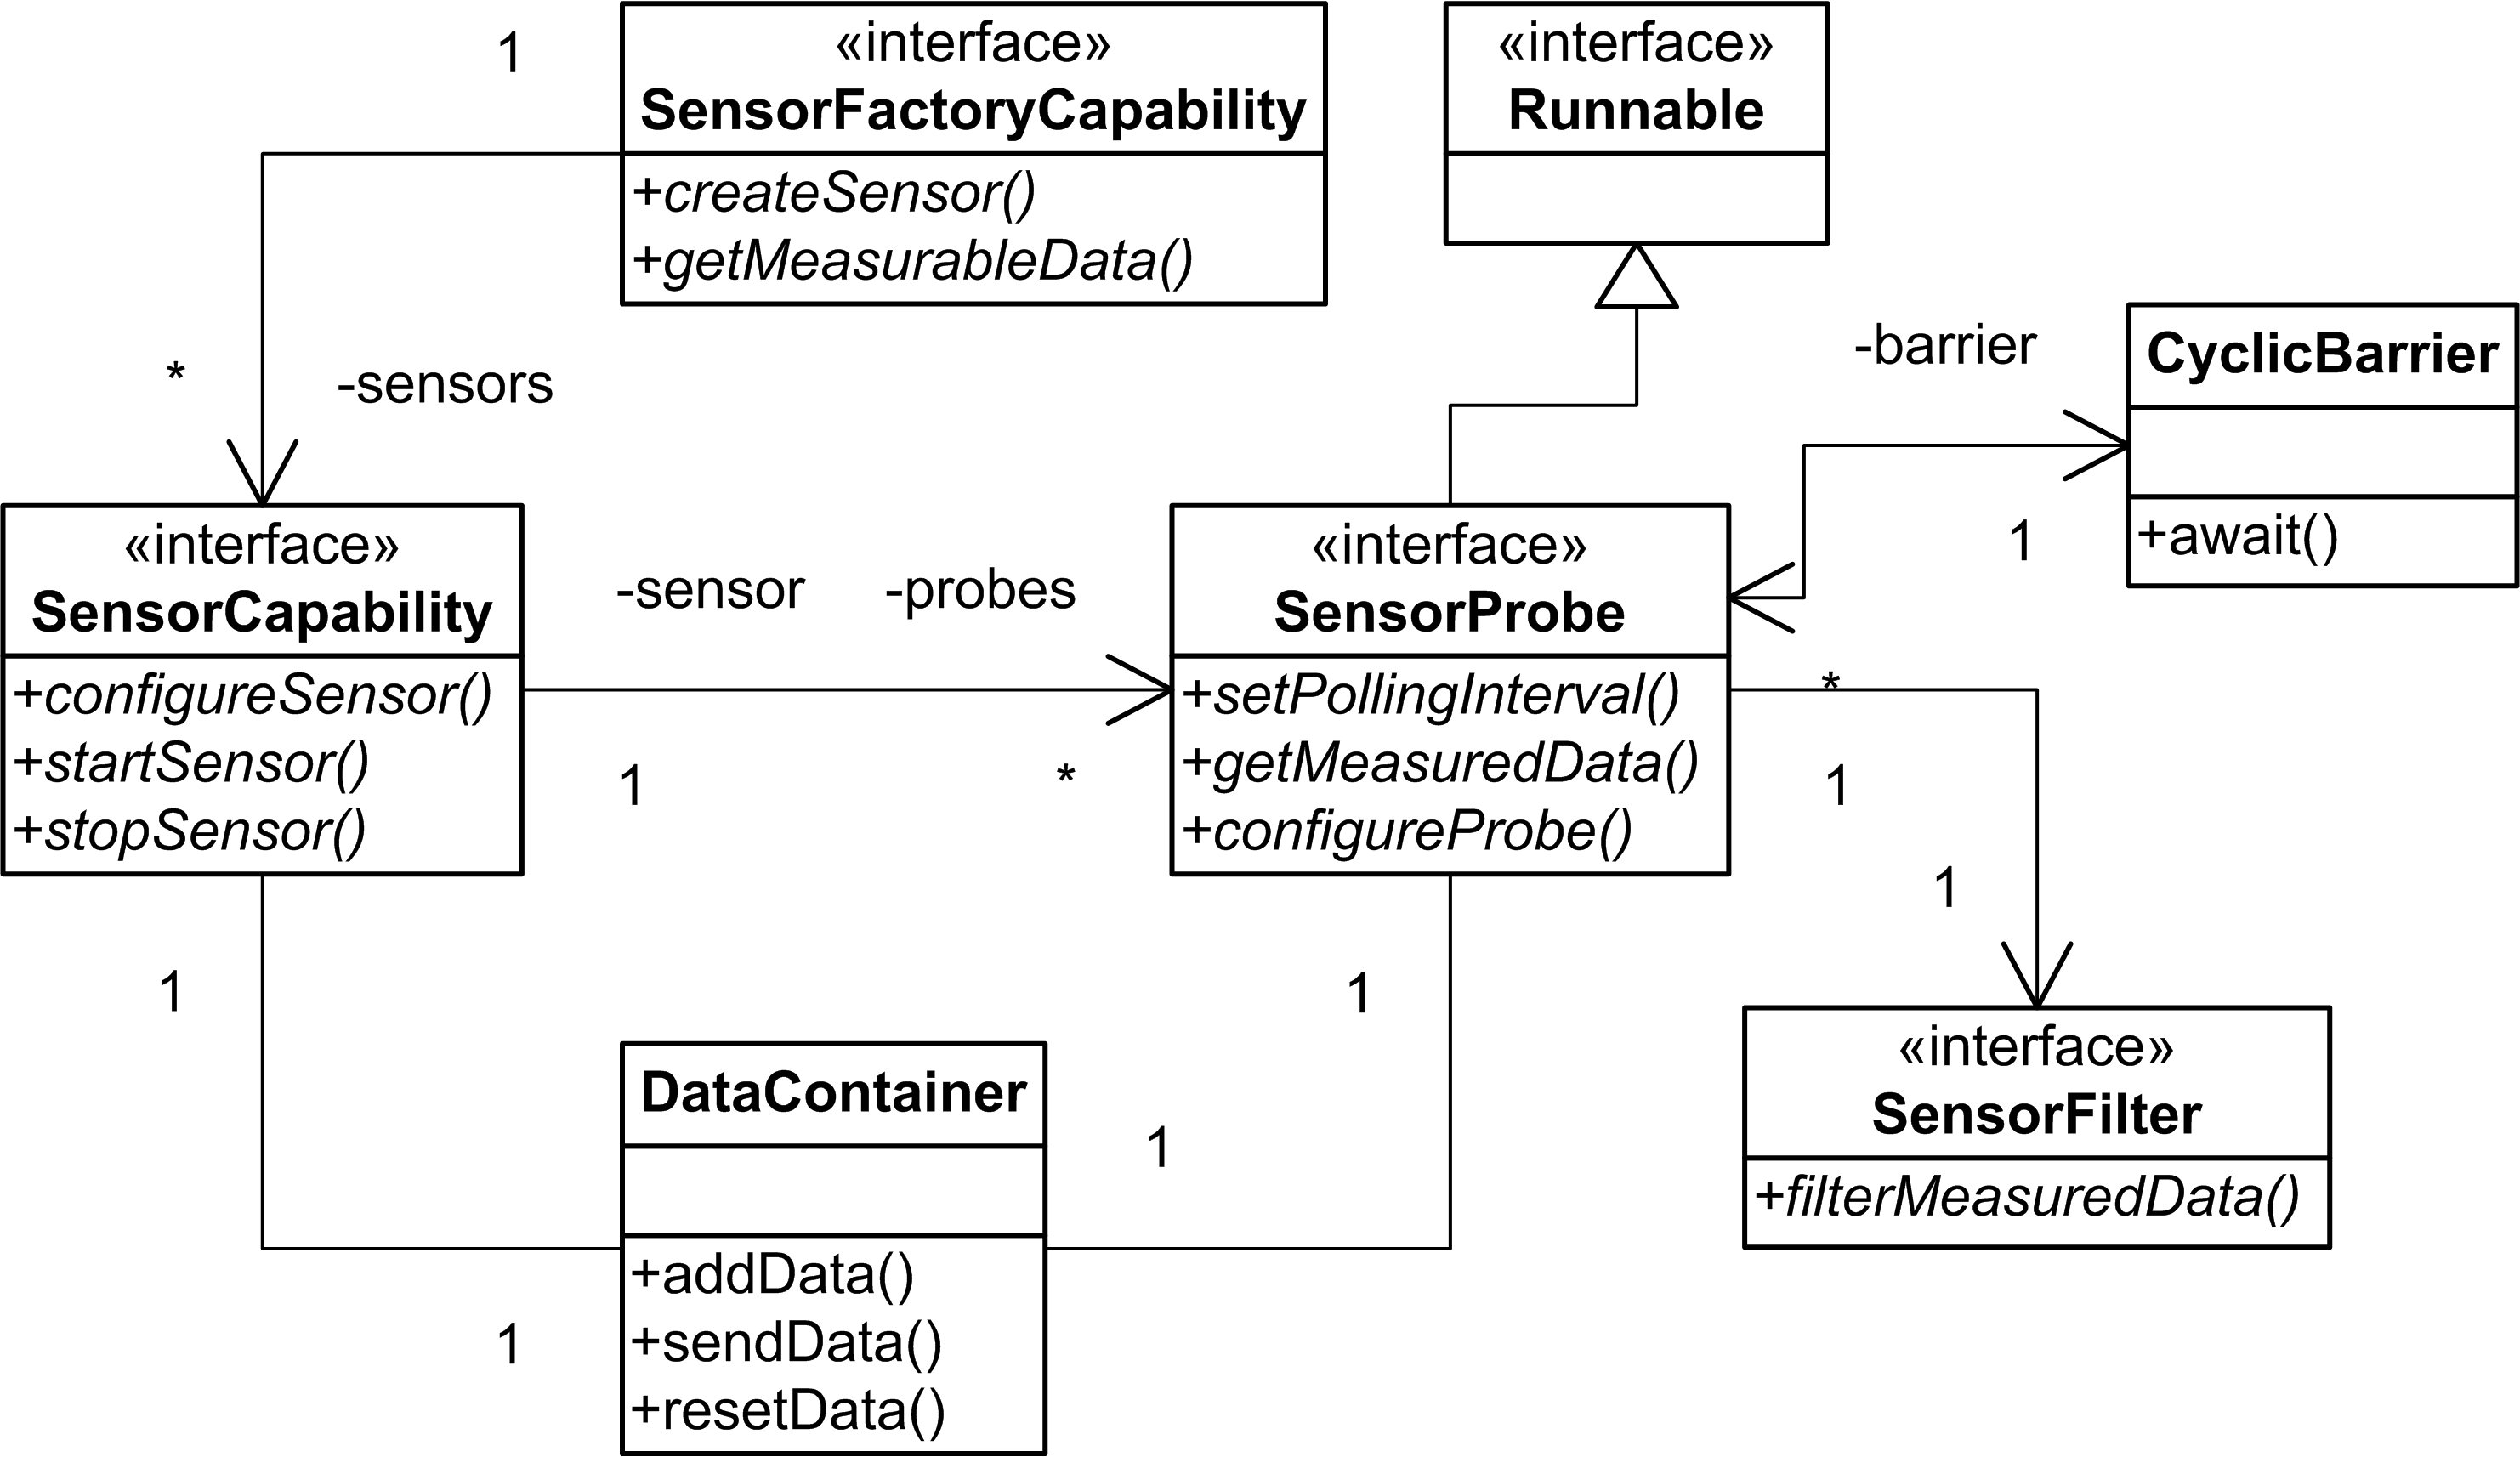 1
«interface»
SensorFactoryCapability
+createSensor()
+getMeasurableData()
«interface»
Runnable
*
-sensors
-barrier
1
CyclicBarrier
+await()
«interface»
SensorCapability
+configureSensor()
+startSensor()
+stopSensor()
-sensor
-probes
1
*
«interface»
SensorProbe
+setPollingInterval()
+getMeasuredData()
+configureProbe()
*
1
1
1
1
DataContainer
+addData()
+sendData()
+resetData()
1
1
«interface»
SensorFilter
+filterMeasuredData()